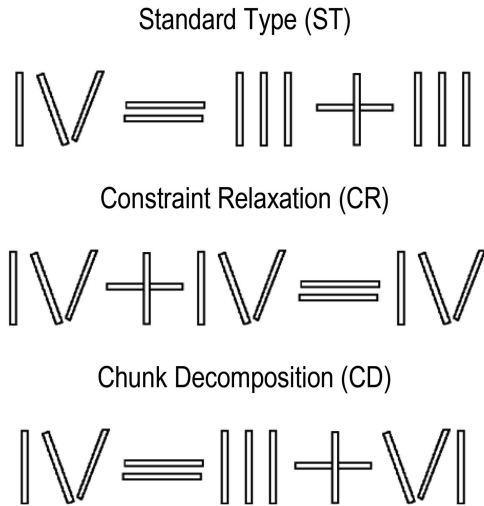 Standard Type (ST)
IV = III + III
Constraint Relaxation (CR)
IV + IV = IV
Chunk Decomposition (CD)
IV = III + VI